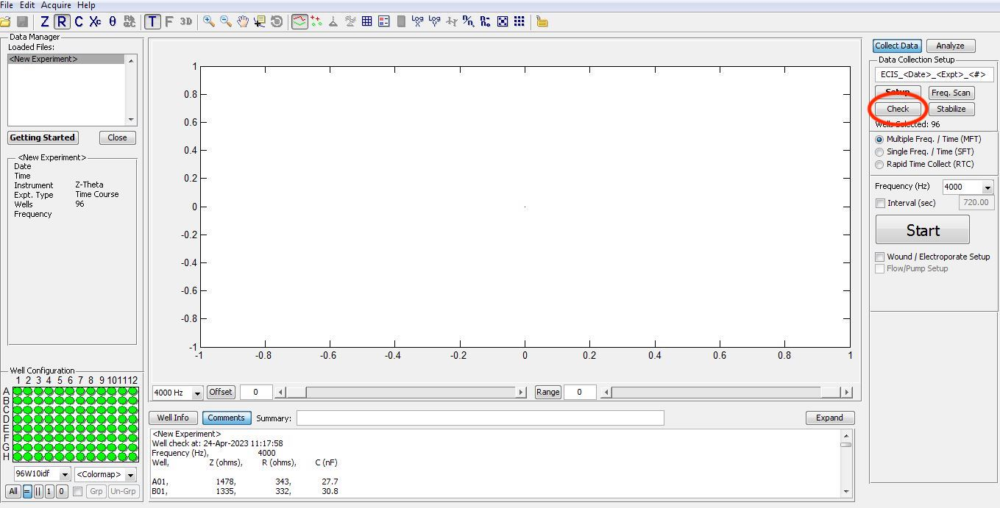 File Edit Acquire Help
Z R C Xc θ T F 3D
Data Manager
Loaded Files:
<New Experiment>
Getting Started Close
<New Experiment>
Date
Time
Instrument Z-Theta
Expt. Type Time Course
Wells 96
Frequency
Well Configuration
1 2 3 4 5 6 7 8 9 10 11 12
A
B
C
D
E
F
G
H
96W10idf <Colormap>
All = || 1 0 Grp Un-Grp
1
0.8
0.6
0.4
0.2
0
-0.2
-0.4
-0.6
-0.8
-1
-1 -0.8 -0.6 -0.4 -0.2 0 0.2 0.4 0.6 0.8 1
4000 Hz Offset 0 Range 0
Well Info Comments Summary: Expand
<New Experiment>
Well check at: 24-Apr-2023 11:17:58
Frequency (Hz), 4000
Well, Z (ohms), R (ohms), C (nF)
A01, 1478, 343, 27.7
B01, 1335, 332, 30.8
Collect Data Analyze
Data Collection Setup
ECIS_<Date>_<Expt>_<#>
Setup Freq. Scan
Check Stabilize
Wells Selected: 96
Multiple Freq. / Time (MFT)
Single Freq. / Time (SFT)
Rapid Time Collect (RTC)
Frequency (Hz) 4000
Interval (sec) 720.00
Start
Wound / Electroporate Setup
Flow/Pump Setup